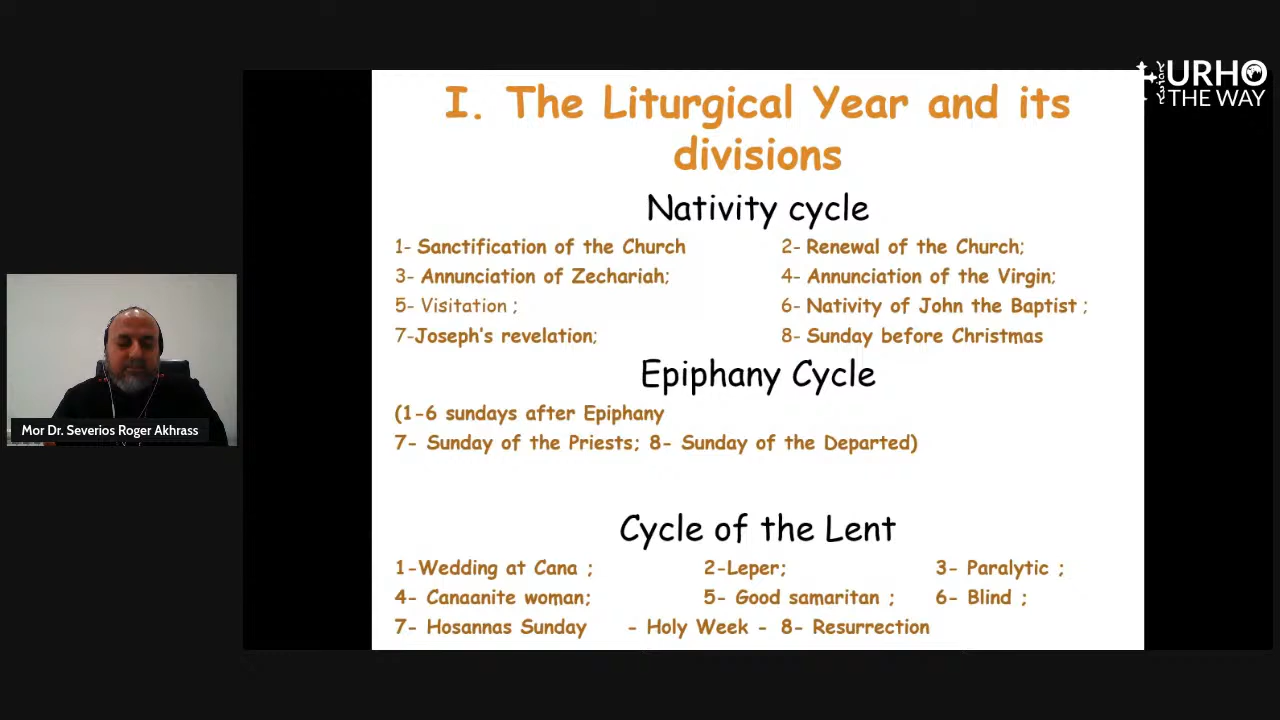 I. The Liturgical Year and its
divisions
Nativity cycle
1- Sanctification of the Church 2- Renewal of the Church;
3- Annunciation of Zechariah; 4- Annunciation of the Virgin;
5- Visitation ; 6- Nativity of John the Baptist ;
7-Joseph's revelation; 8- Sunday before Christmas
Epiphany Cycle
(1-6 sundays after Epiphany
7- Sunday of the Priests; 8- Sunday of the Departed)
Cycle of the Lent
1-Wedding at Cana ; 2-Leper; 3- Paralytic ;
4- Canaanite woman; 5- Good samaritan ; 6- Blind ;
7- Hosannas Sunday - Holy Week - 8- Resurrection
Mor Dr. Severios Roger Akhrass
URHO
THE WAY